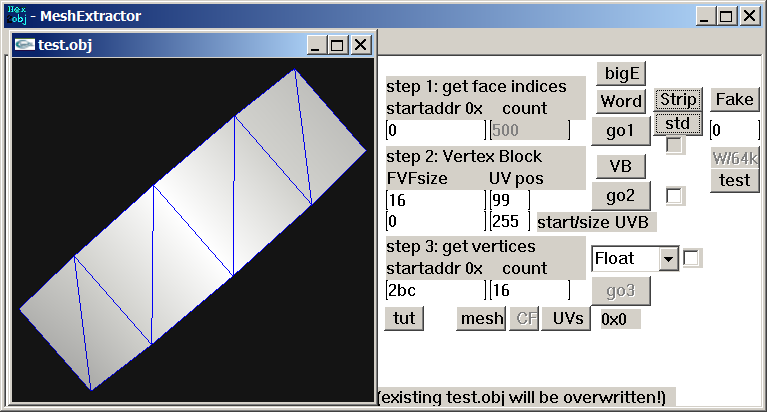 Hex
obj
- MeshExtractor
test.obj
bigE
step 1: get face indices
startaddr 0x count
Word
Strip
Fake
0
500
go1
std
0
step 2: Vertex Block
FVFsize UV pos
VB
W/64k
test
16
99
go2
0
255
start/size UVB
step 3: get vertices
startaddr 0x count
Float
2bc
16
go3
tut
mesh
CF
UVs
0x0
(existing test.obj will be overwritten!)